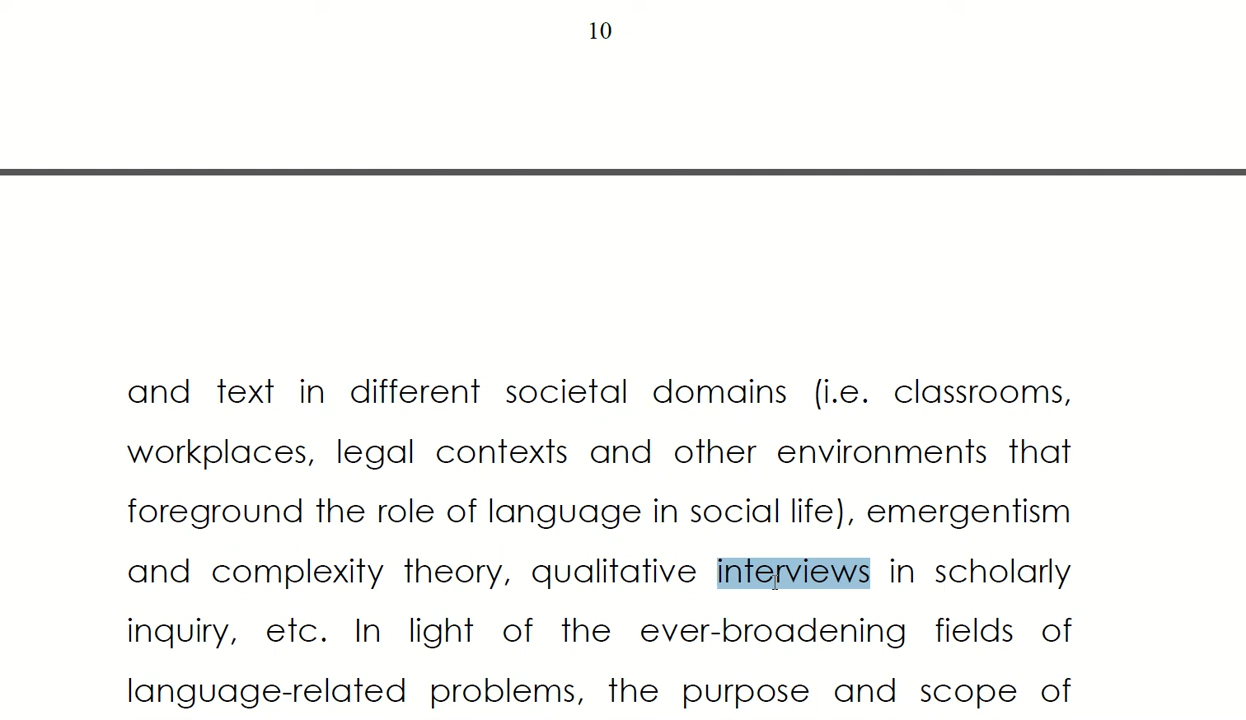 10
and text in different societal domains (i.e. classrooms,
workplaces, legal contexts and other environments that
foreground the role of language in social life), emergentism
and complexity theory, qualitative interviews in scholarly
inquiry, etc. In light of the ever-broadening fields of
language-related problems, the purpose and scope of